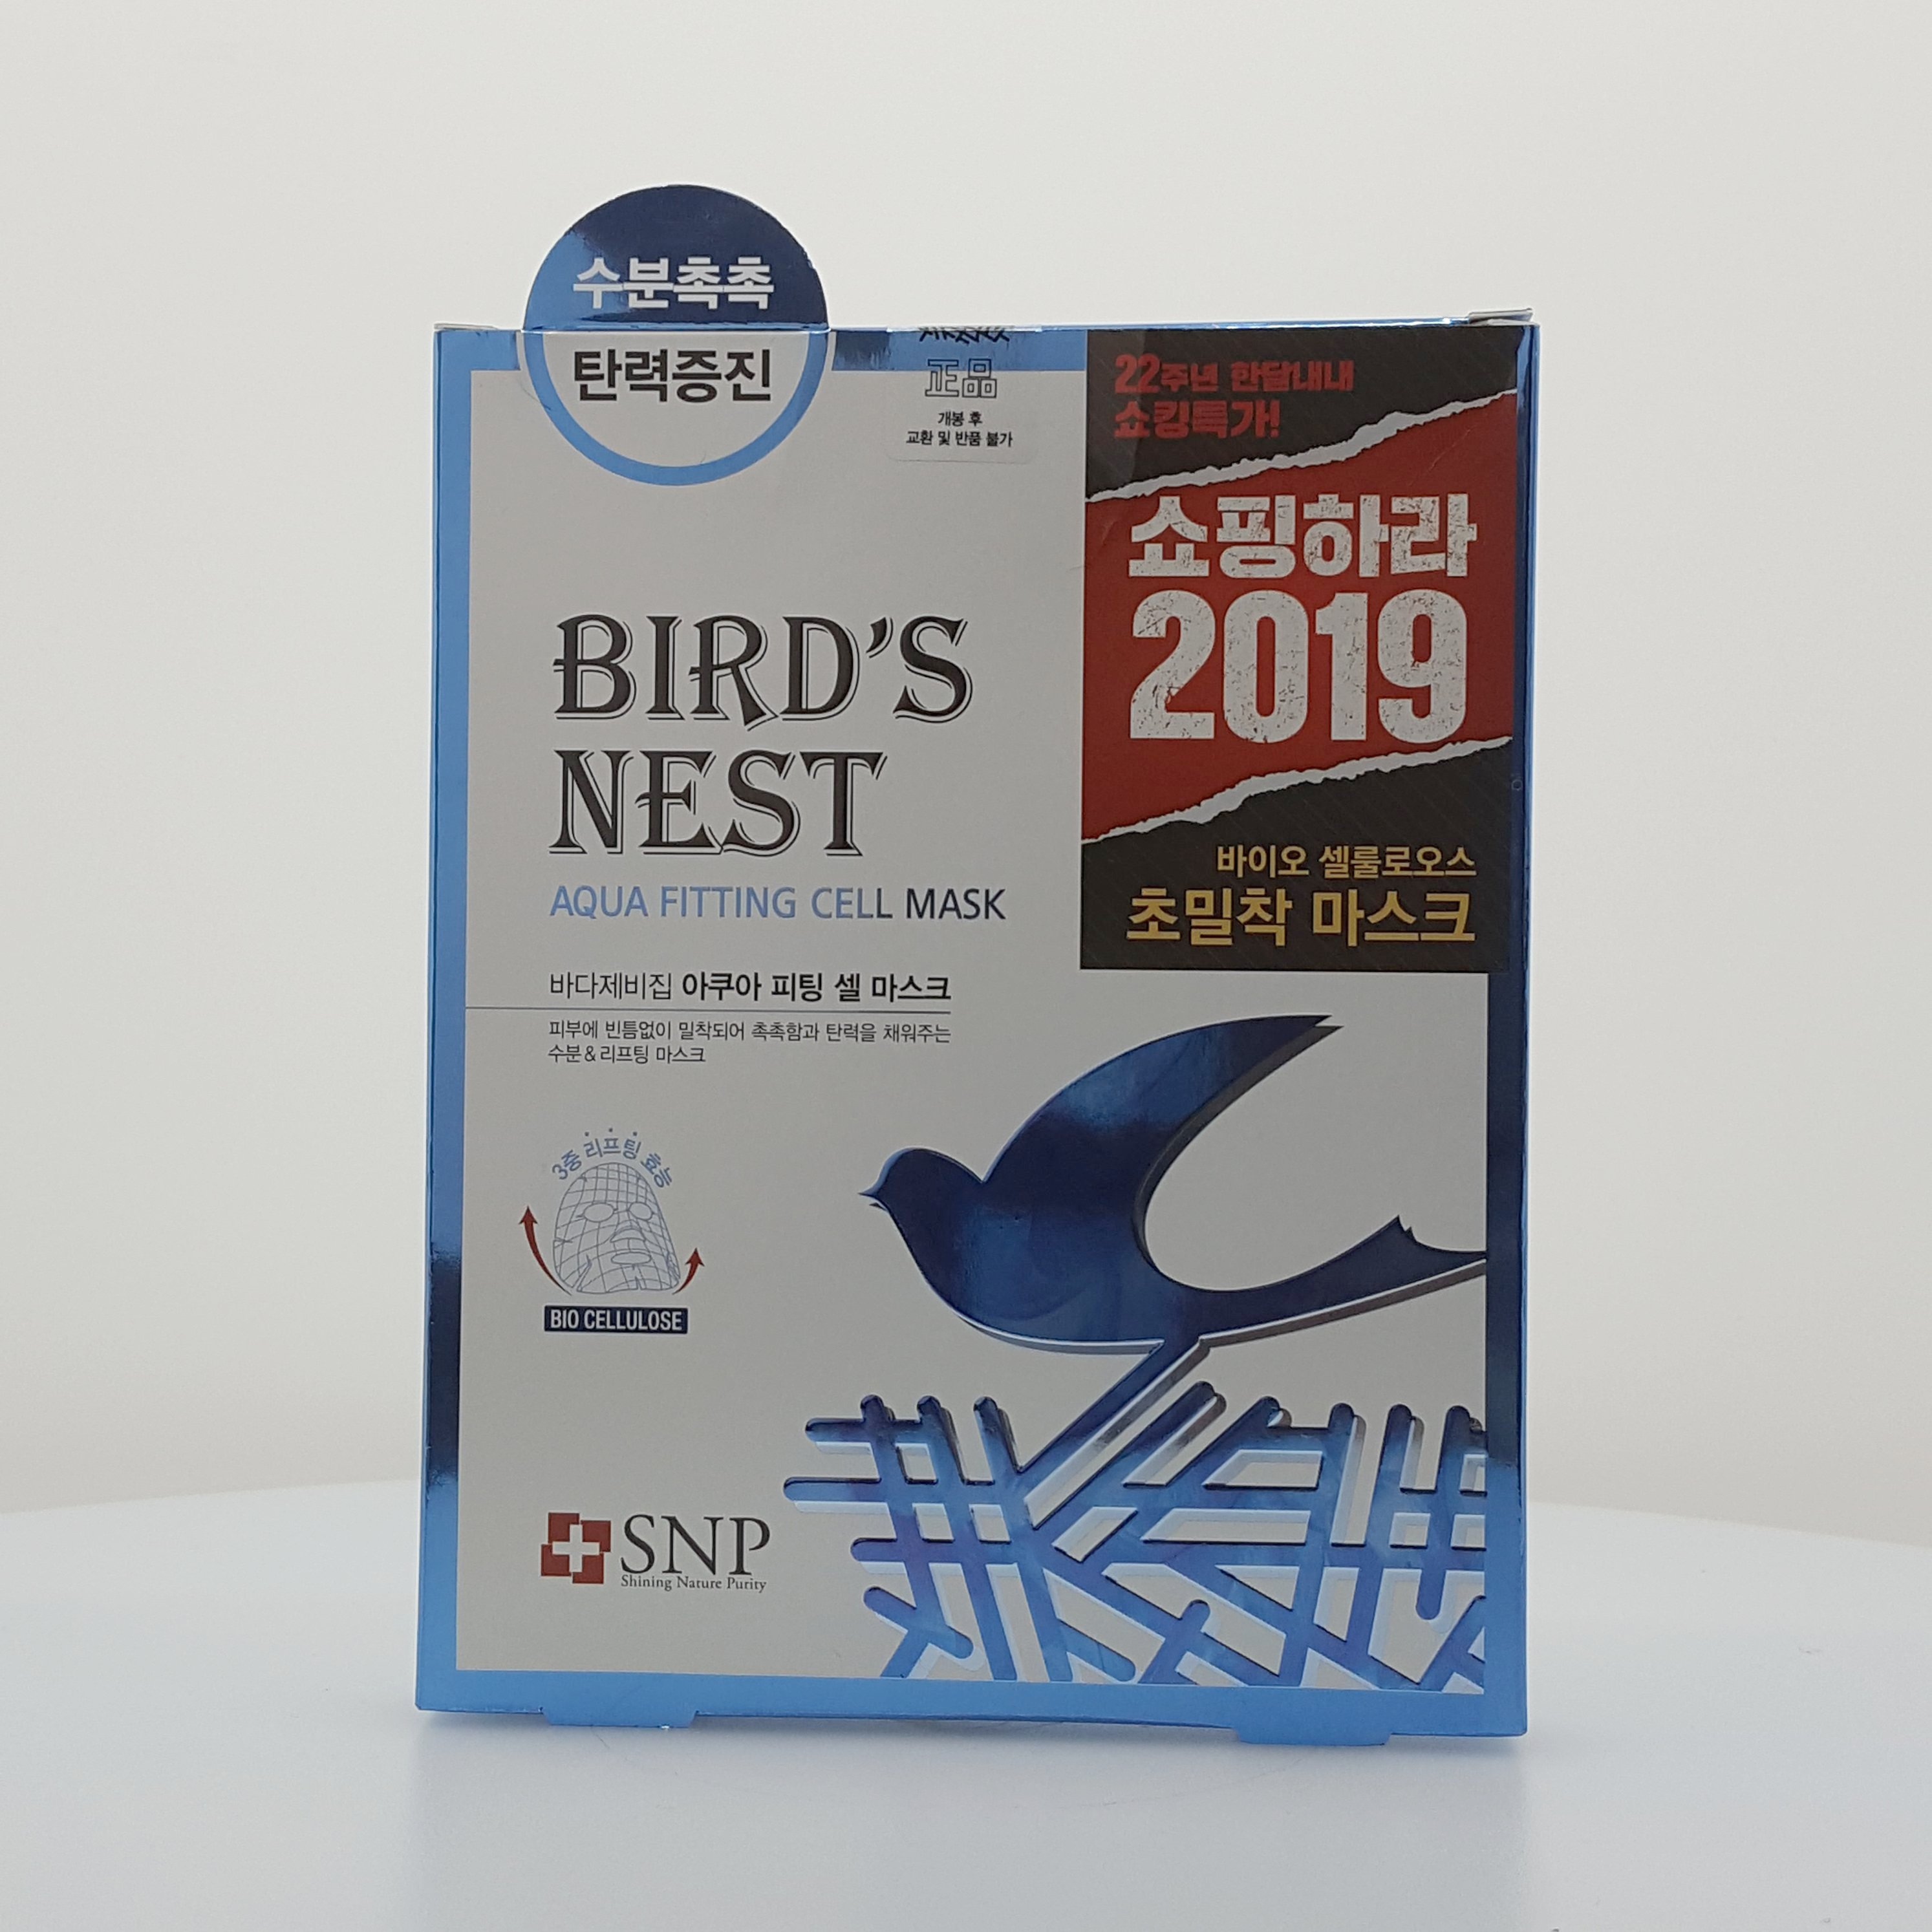 수분촉촉
탄력증진
正品
개봉 후
교환 및 반품 불가
22주년 한달내내
쇼킹특가!
쇼핑하라
2019
바이오 셀룰로오스
초밀착 마스크
BIRD'S
NEST
AQUA FITTING CELL MASK
바다제비집 아쿠아 피팅 셀 마스크
피부에 빈틈없이 밀착되어 촉촉함과 탄력을 채워주는
수분&리프팅 마스크
3중 리프팅 효능
BIO CELLULOSE
SNP
Shining Nature Purity